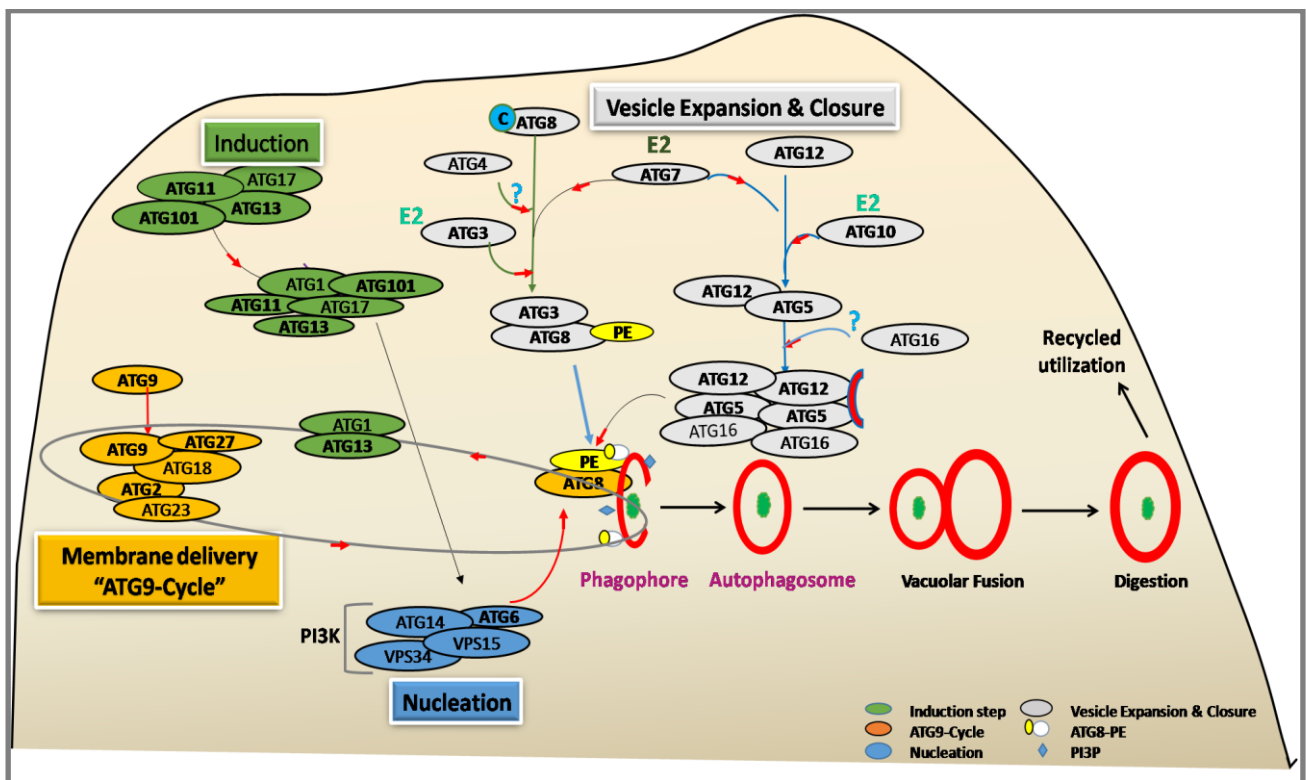 Vesicle Expansion & Closure
Induction
ATG17
ATG11
ATG101
ATG13
C
ATG8
ATG4
?
E2
ATG3
E2
ATG7
ATG12
E2
ATG10
ATG1
ATG101
ATG11
ATG17
ATG13
ATG3
ATG8
PE
ATG12
ATG5
?
ATG16
Recycled
utilization
ATG9
ATG9
ATG27
ATG18
ATG2
ATG23
ATG1
ATG13
ATG12
ATG5
ATG16
ATG12
ATG5
ATG16
PE
ATG8
Membrane delivery
“ATG9-Cycle”
Phagophore
Autophagosome
Vacuolar Fusion
Digestion
PI3K
ATG14
ATG6
VPS15
VPS34
Nucleation
Induction step
ATG9-Cycle
Nucleation
Vesicle Expansion & Closure
ATG8-PE
PI3P